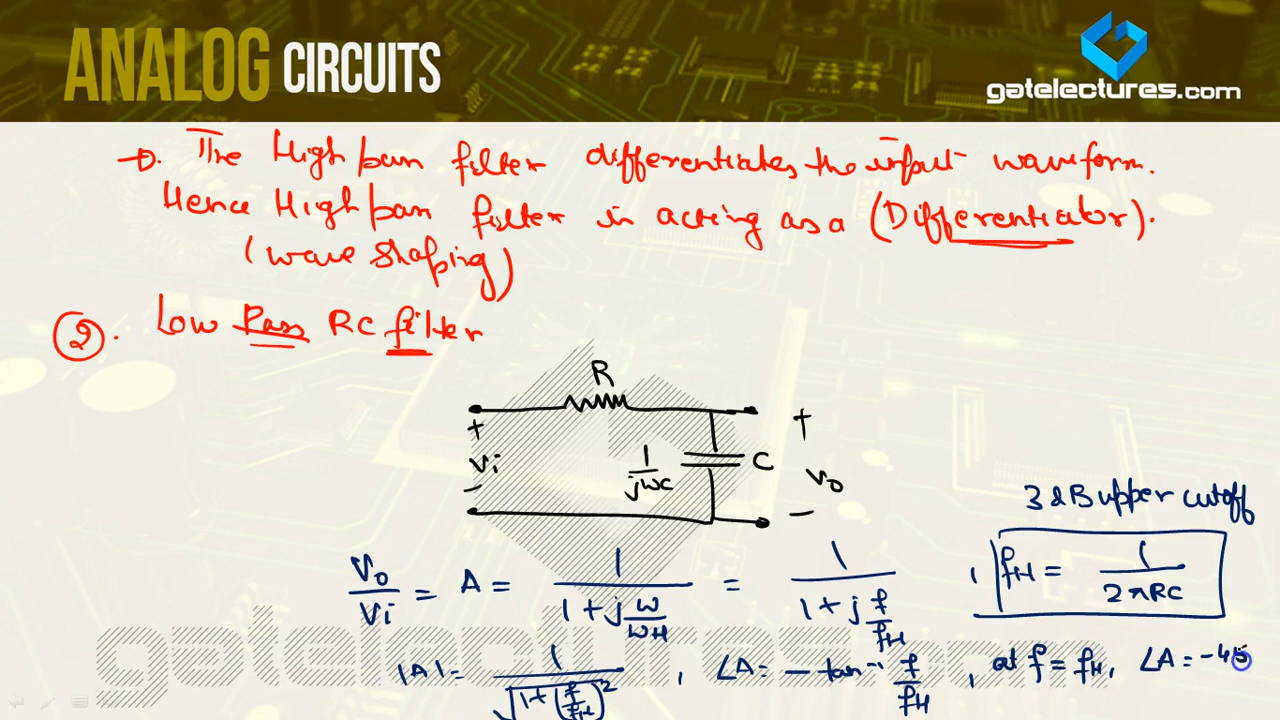 ANALOG CIRCUITS
gatelectures.com
→. The High pass filter differentiates the input waveform.
Hence High pass filter is acting as a (Differentiator).
(wave shaping)
2. Low Pass RC filter
R
+
Vi
-
1/jωC
C
+
Vo
-
3dB upper cutoff
Vo/Vi = A = 1/(1 + j ω/ωH) = 1/(1 + j f/fH) , fH = 1/(2πRC)
|A| = 1/√(1+(f/fH)²) , ∠A = - tan⁻¹ f/fH , at f = fH, ∠A = -45
gatelectures.com